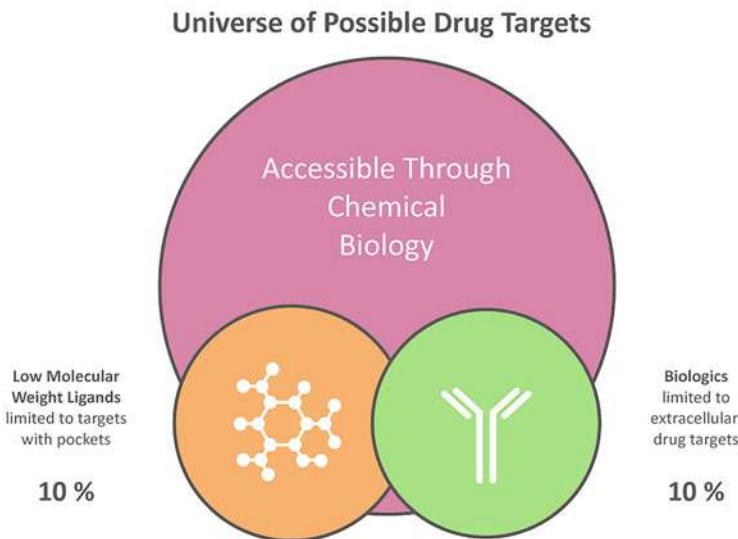 Universe of Possible Drug Targets
Accessible Through
Chemical
Biology
Low Molecular
Weight Ligands
limited to targets
with pockets
10 %
Biologics
limited to
extracellular
drug targets
10 %